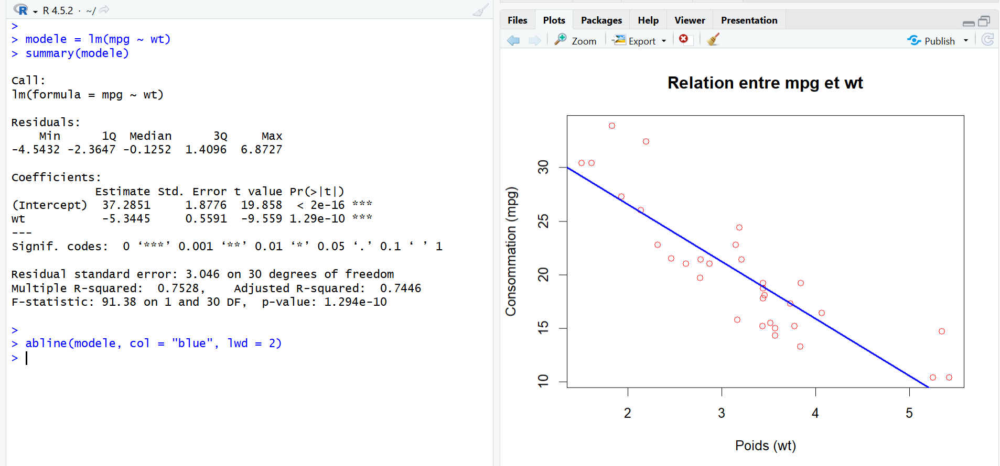 R 4.5.2 · ~/
>
> modele = lm(mpg ~ wt)
> summary(modele)
Call:
lm(formula = mpg ~ wt)
Residuals:
    Min      1Q  Median      3Q     Max
-4.5432 -2.3647 -0.1252  1.4096  6.8727
Coefficients:
            Estimate Std. Error t value Pr(>|t|)
(Intercept)  37.2851     1.8776  19.858  < 2e-16 ***
wt           -5.3445     0.5591  -9.559 1.29e-10 ***
---
Signif. codes:  0 ‘***’ 0.001 ‘**’ 0.01 ‘*’ 0.05 ‘.’ 0.1 ‘ ’ 1
Residual standard error: 3.046 on 30 degrees of freedom
Multiple R-squared:  0.7528,    Adjusted R-squared:  0.7446
F-statistic: 91.38 on 1 and 30 DF,  p-value: 1.294e-10
>
> abline(modele, col = "blue", lwd = 2)
>
Files Plots Packages Help Viewer Presentation
Zoom Export Publish
Relation entre mpg et wt
Consommation (mpg)
30
25
20
15
10
2 3 4 5
Poids (wt)